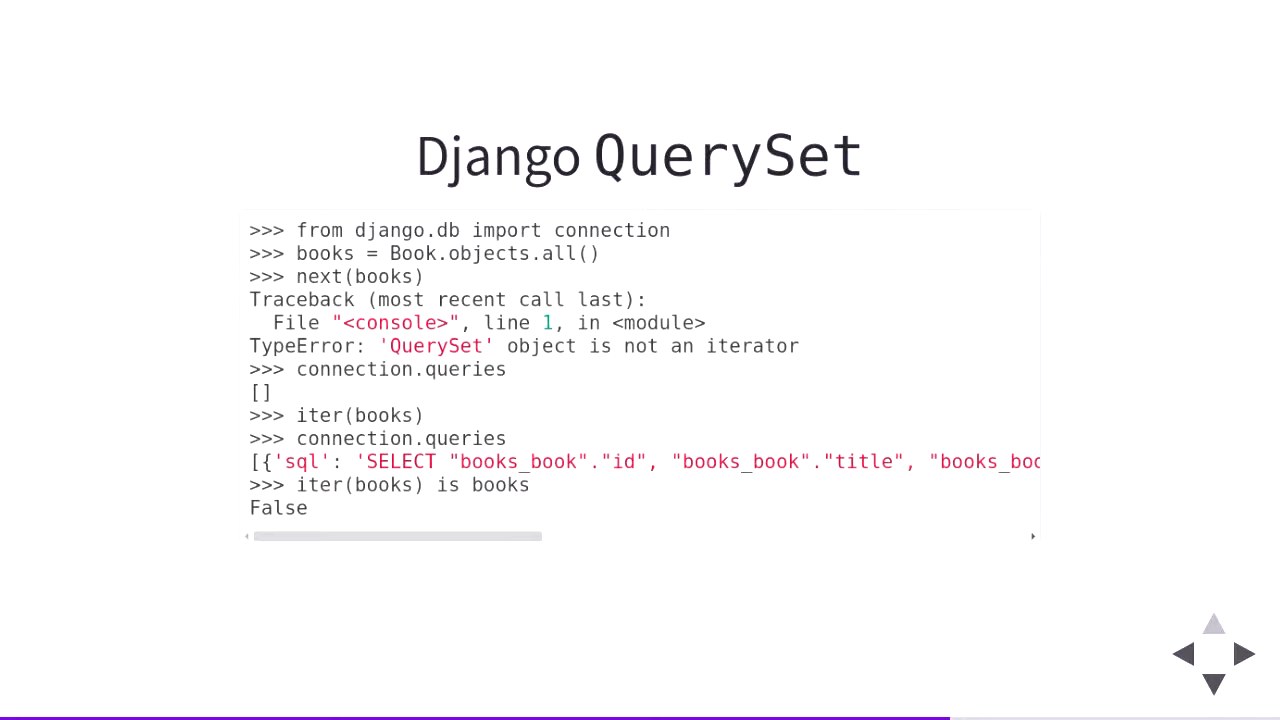 Django QuerySet
>>> from django.db import connection
>>> books = Book.objects.all()
>>> next(books)
Traceback (most recent call last):
  File "<console>", line 1, in <module>
TypeError: 'QuerySet' object is not an iterator
>>> connection.queries
[]
>>> iter(books)
>>> connection.queries
[{'sql': 'SELECT "books_book"."id", "books_book"."title", "books_boo
>>> iter(books) is books
False